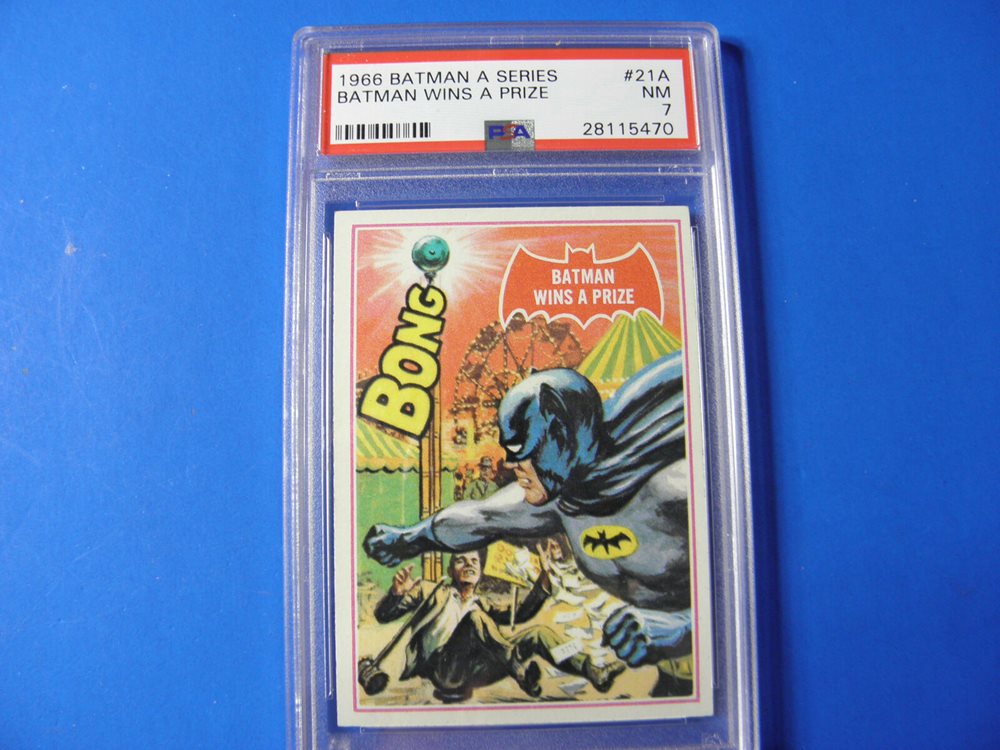 1966 BATMAN A SERIES #21A
BATMAN WINS A PRIZE NM
7
PSA 28115470
BATMAN
WINS A PRIZE
BONG